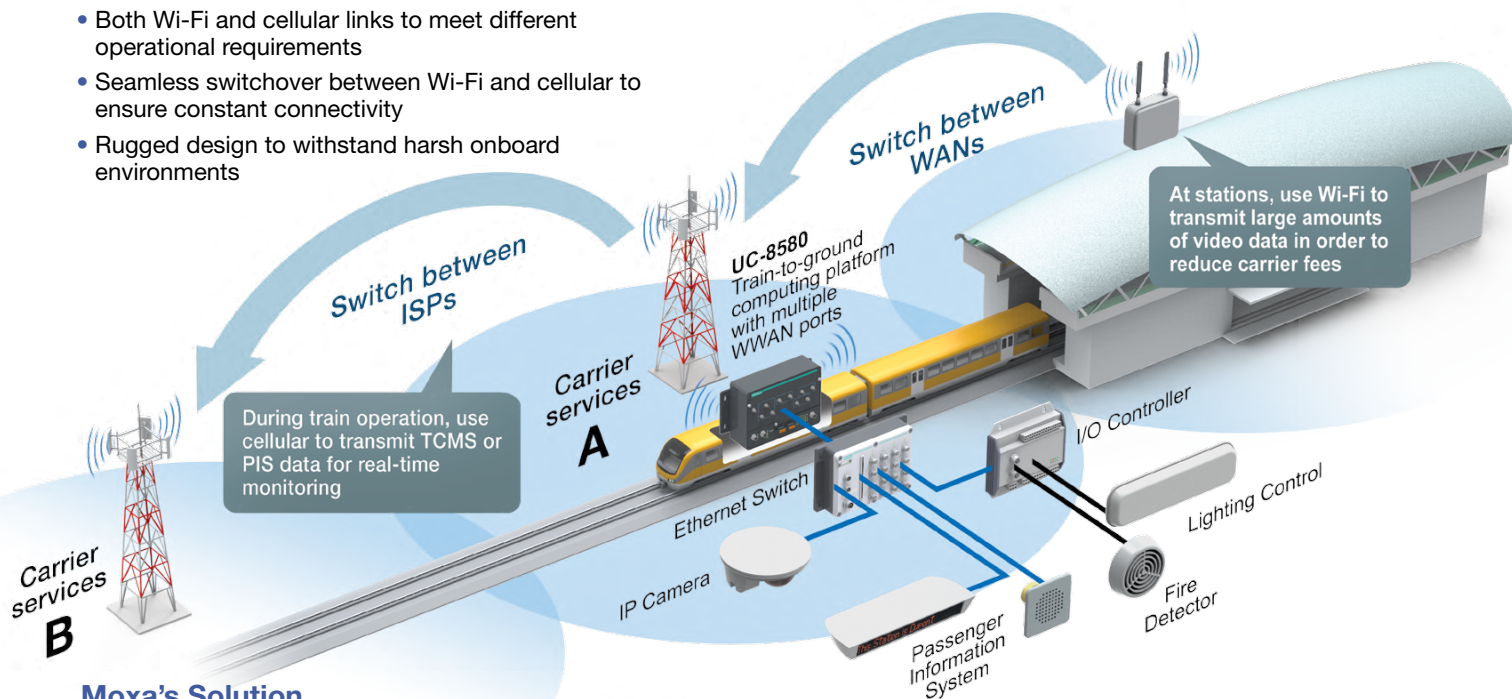 • Both Wi-Fi and cellular links to meet different
operational requirements
• Seamless switchover between Wi-Fi and cellular to
ensure constant connectivity
• Rugged design to withstand harsh onboard
environments
Switch between
WANs
At stations, use Wi-Fi to
transmit large amounts
of video data in order to
reduce carrier fees
Switch between
ISPs
UC-8580
Train-to-ground
computing platform
with multiple
WWAN ports
Carrier
services
A
During train operation, use
cellular to transmit TCMS or
PIS data for real-time
monitoring
I/O Controller
Ethernet Switch
Lighting Control
Carrier
services
B
IP Camera
Fire
Detector
Passenger
Information
System
Moxa's Solution